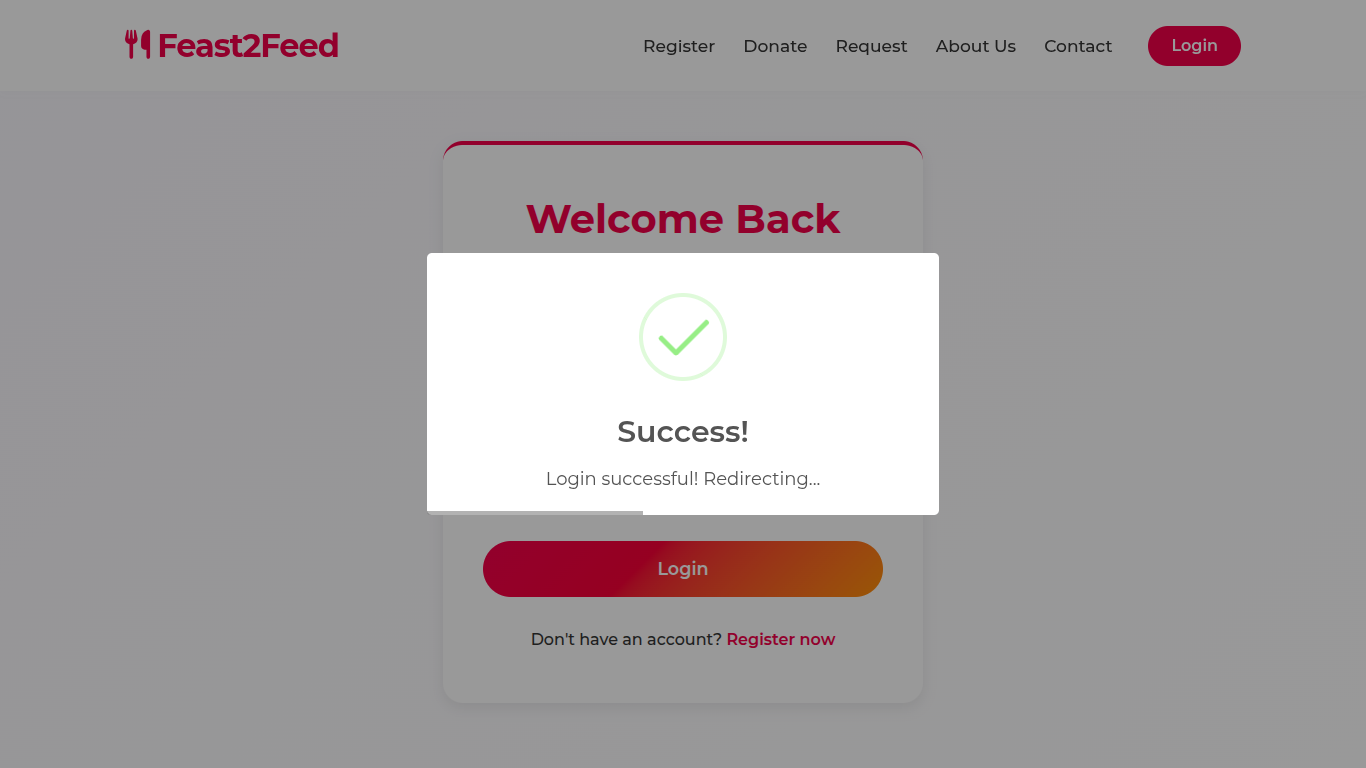 Feast2Feed
Register Donate Request About Us Contact Login
Welcome Back
Success!
Login successful! Redirecting...
Login
Don't have an account? Register now